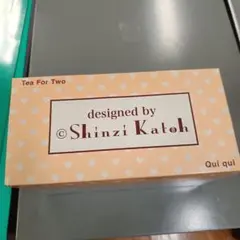 Tea For Two
designed by
© Shinzi Katoh
Qui qui